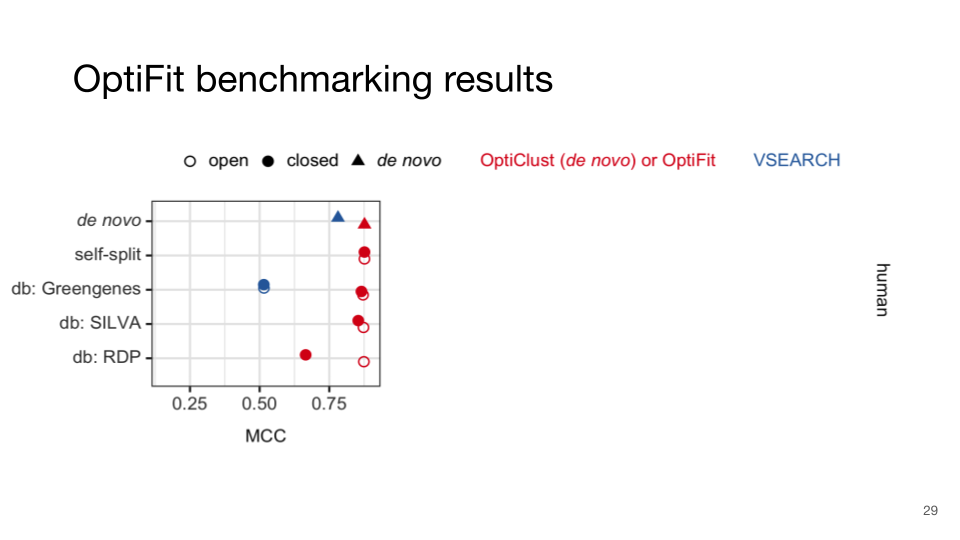 OptiFit benchmarking results
open closed de novo OptiClust (de novo) or OptiFit VSEARCH
de novo
self-split
db: Greengenes
db: SILVA
db: RDP
0.25 0.50 0.75
MCC
human
29